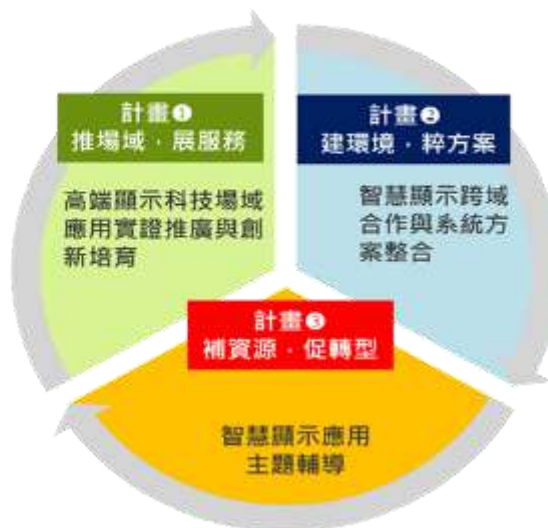 計畫❶
推場域．展服務
高端顯示科技場域
應用實證推廣與創
新培育
計畫❷
建環境．粹方案
智慧顯示跨域
合作與系統方
案整合
計畫❸
補資源．促轉型
智慧顯示應用
主題輔導